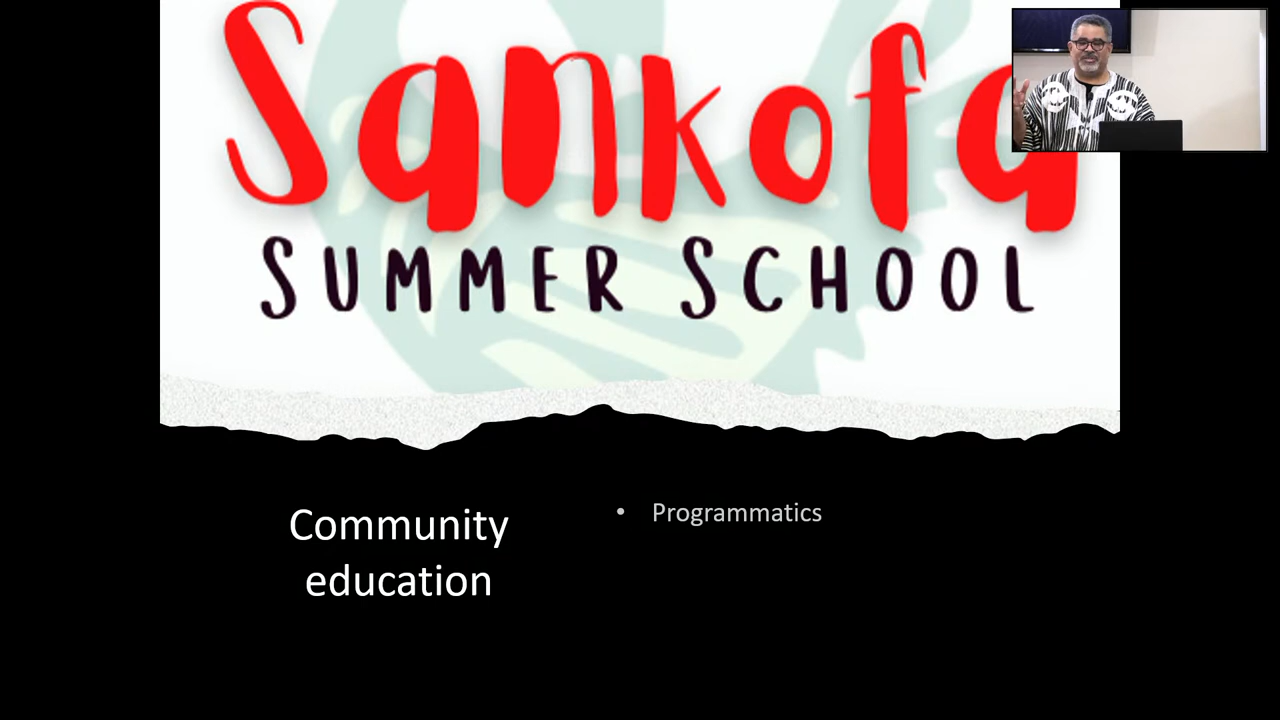 Sankofa
SUMMER SCHOOL
Community
education
• Programmatics